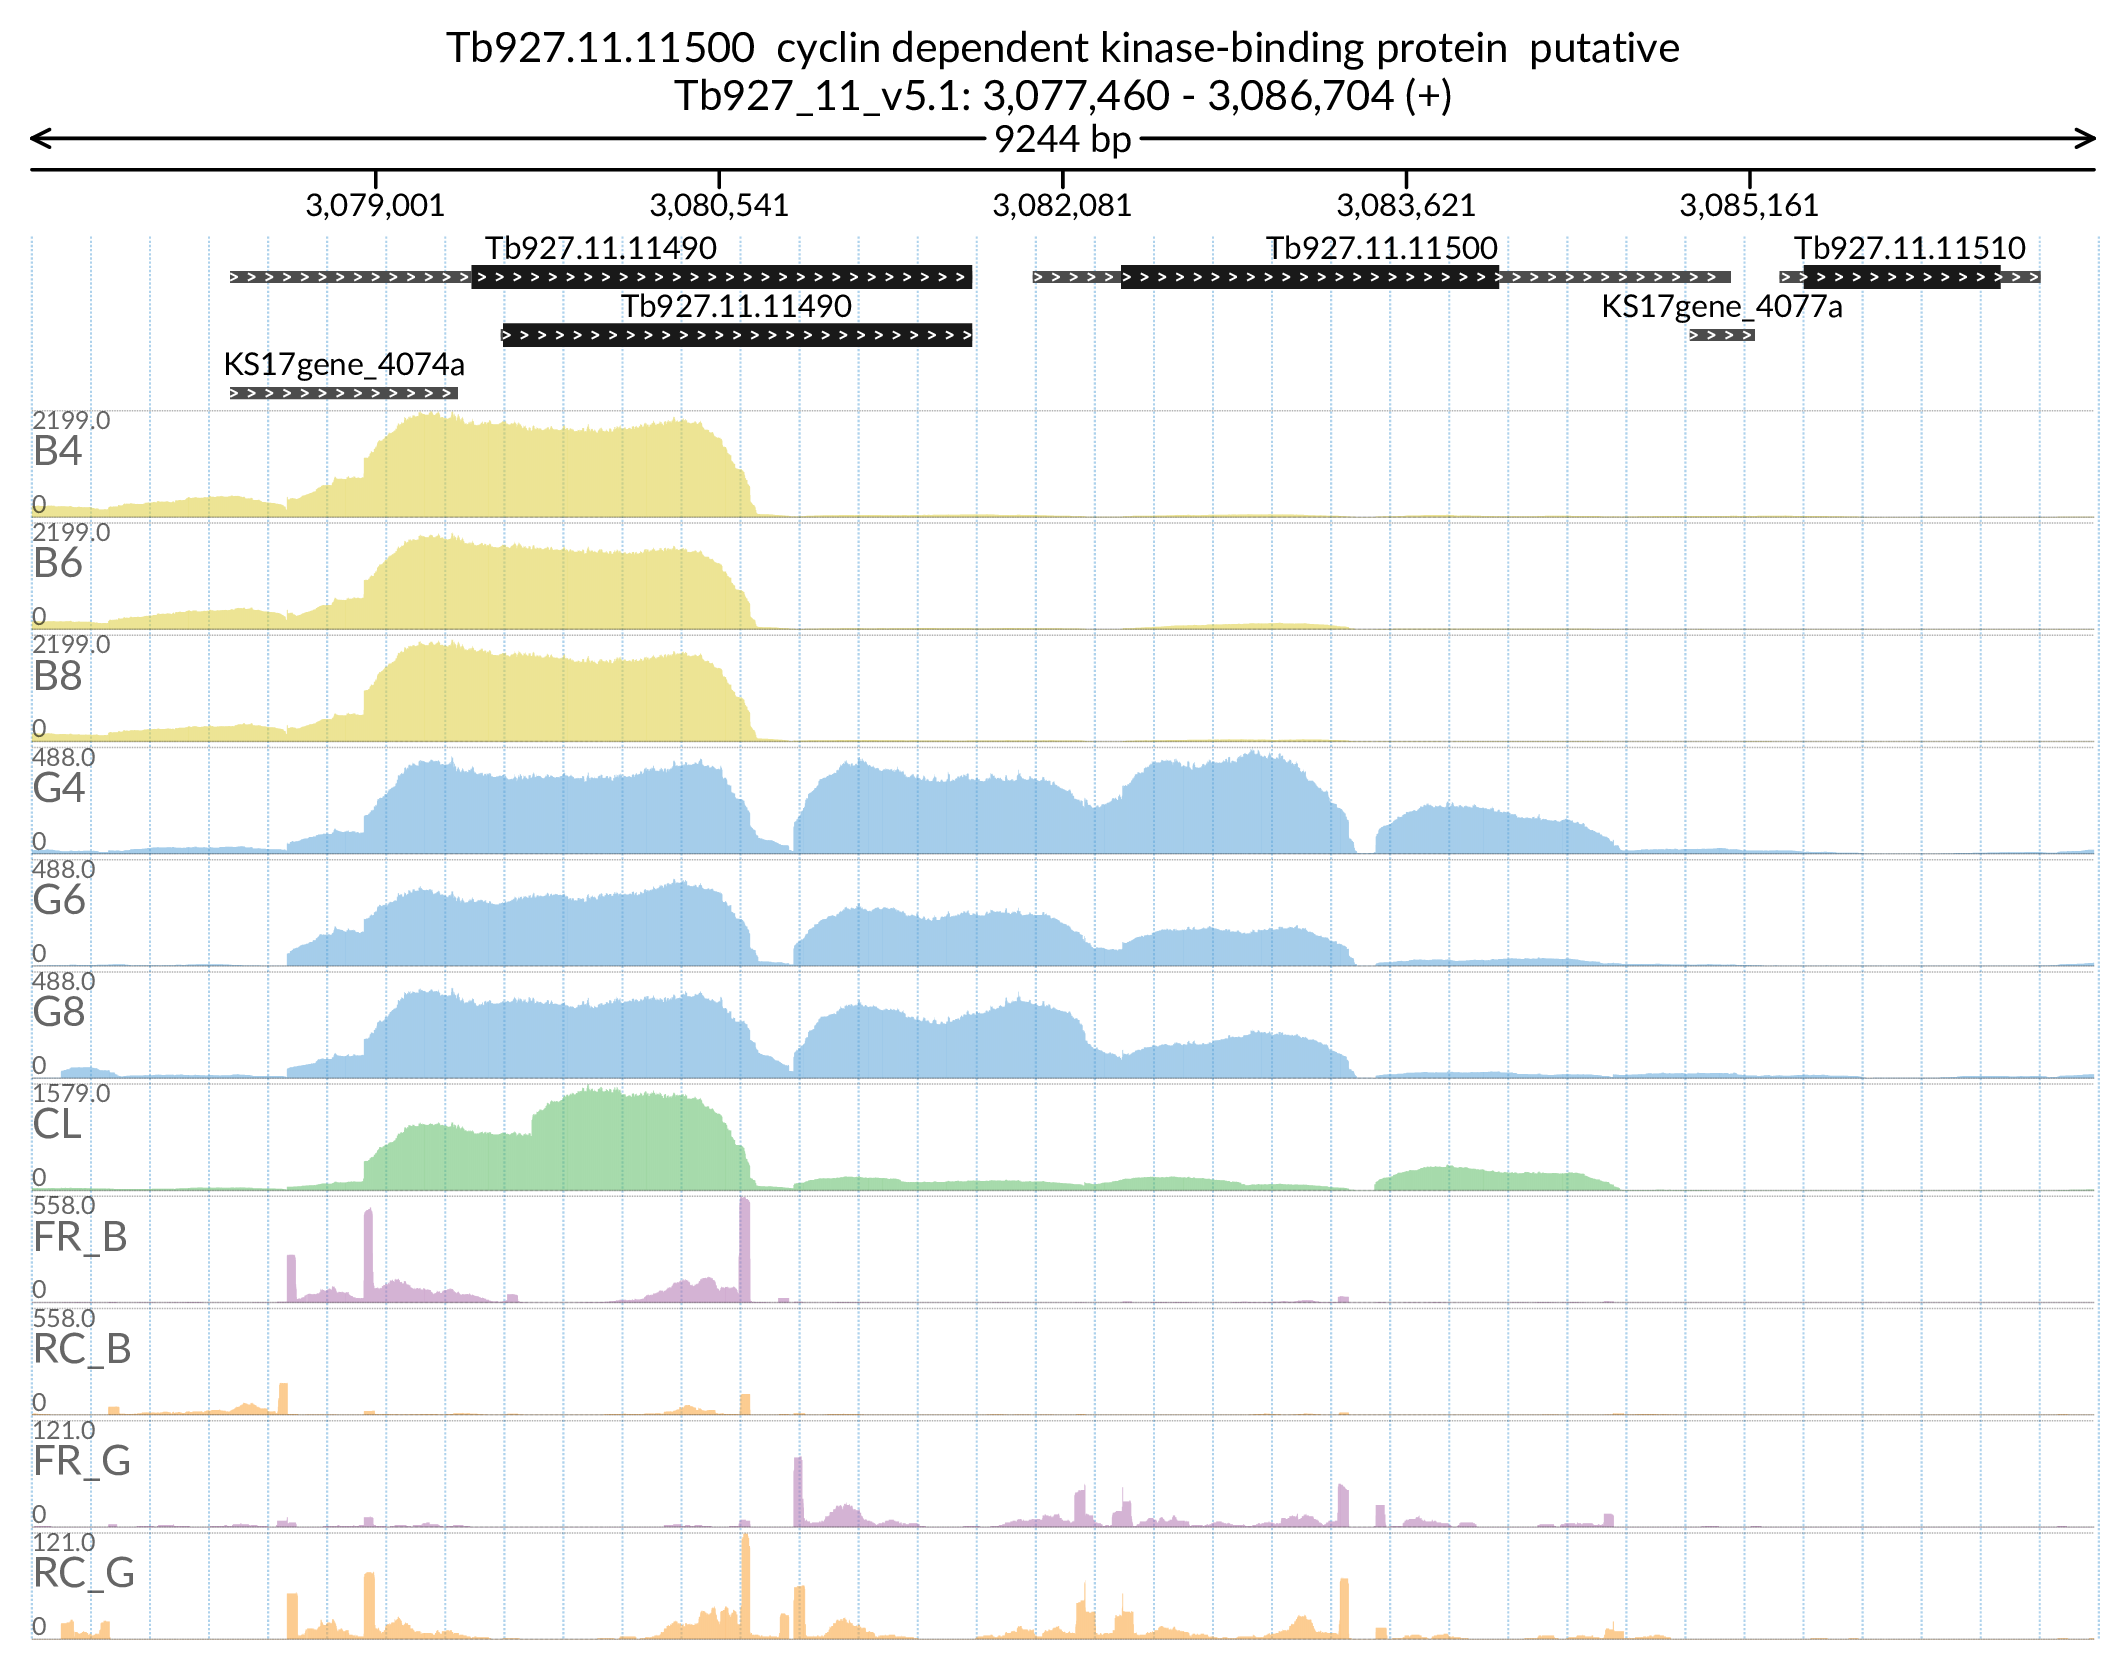 Tb927.11.11500  cyclin dependent kinase-binding protein  putative
Tb927_11_v5.1: 3,077,460 - 3,086,704 (+)
9244 bp
3,079,001 3,080,541 3,082,081 3,083,621 3,085,161
Tb927.11.11490 Tb927.11.11500 Tb927.11.11510
Tb927.11.11490 KS17gene_4077a
KS17gene_4074a
2199.0
B4
0
2199.0
B6
0
2199.0
B8
0
488.0
G4
0
488.0
G6
0
488.0
G8
0
1579.0
CL
0
558.0
FR_B
0
558.0
RC_B
0
121.0
FR_G
0
121.0
RC_G
0